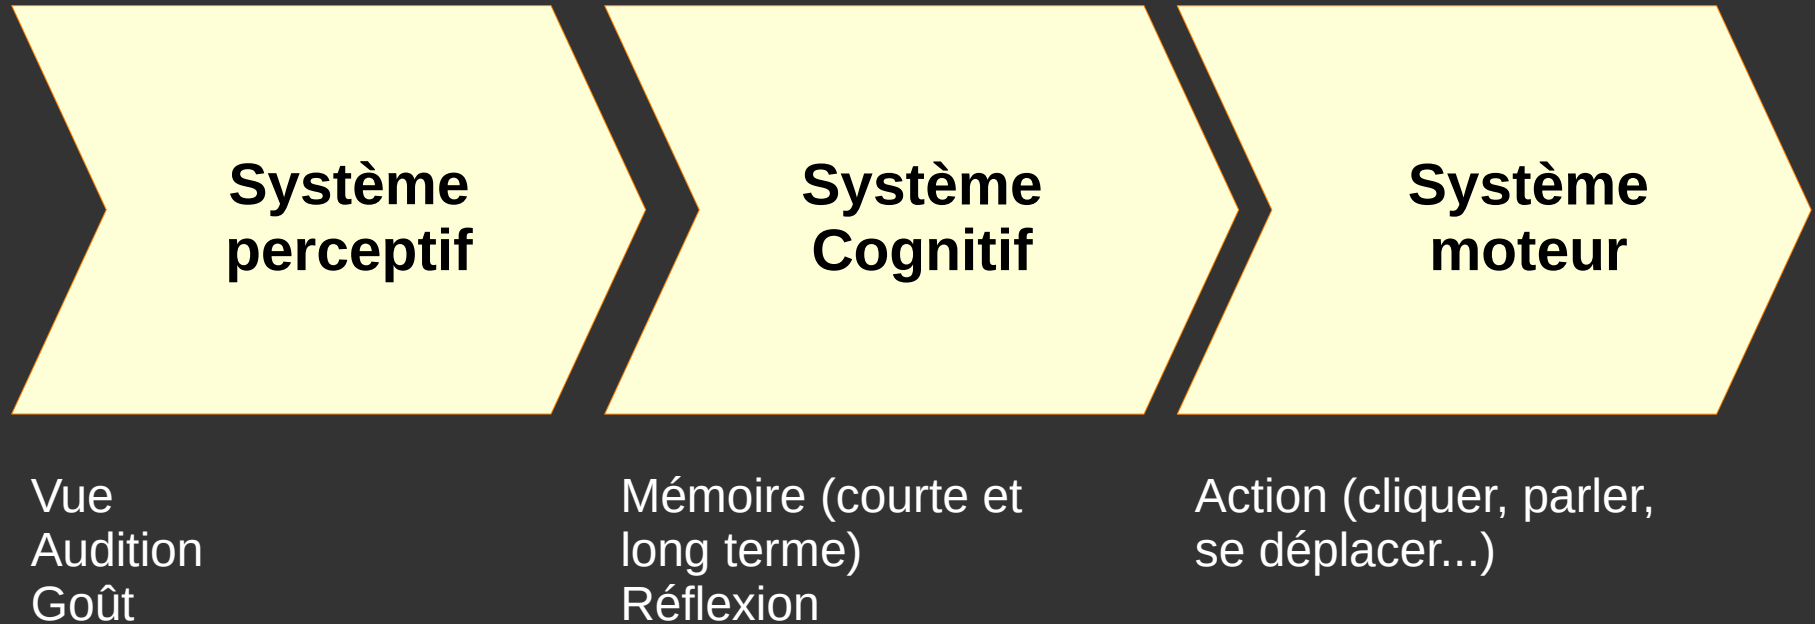 Système
perceptif
Système
Cognitif
Système
moteur
Vue
Audition
Goût
Mémoire (courte et
long terme)
Réflexion
Action (cliquer, parler,
se déplacer...)